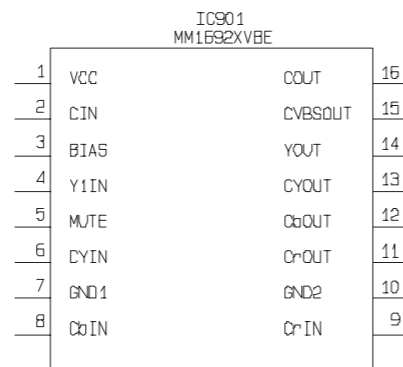 IC901
MM1692XVBE
1 VCC COUT 16
2 CIN CVBSOUT 15
3 BIAS YOUT 14
4 Y1IN CYOUT 13
5 MUTE CbOUT 12
6 CYIN CrOUT 11
7 GND1 GND2 10
8 CbIN CrIN 9